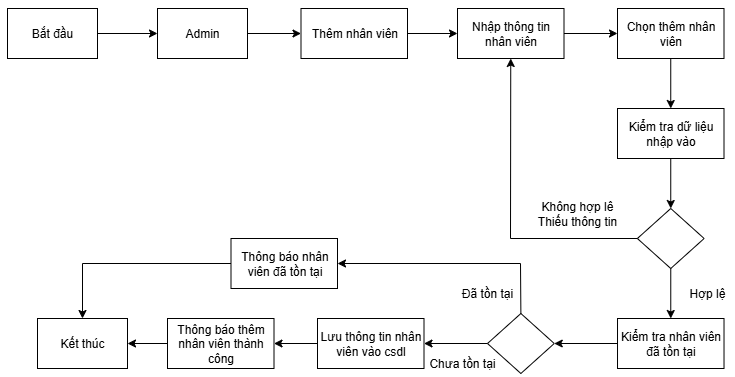 Bắt đầu
Admin
Thêm nhân viên
Nhập thông tin
nhân viên
Chọn thêm nhân
viên
Kiểm tra dữ liệu
nhập vào
Không hợp lê
Thiếu thông tin
Hợp lệ
Thông báo nhân
viên đã tồn tại
Đã tồn tại
Kết thúc
Thông báo thêm
nhân viên thành
công
Lưu thông tin nhân
viên vào csdl
Chưa tồn tại
Kiểm tra nhân viên
đã tồn tại